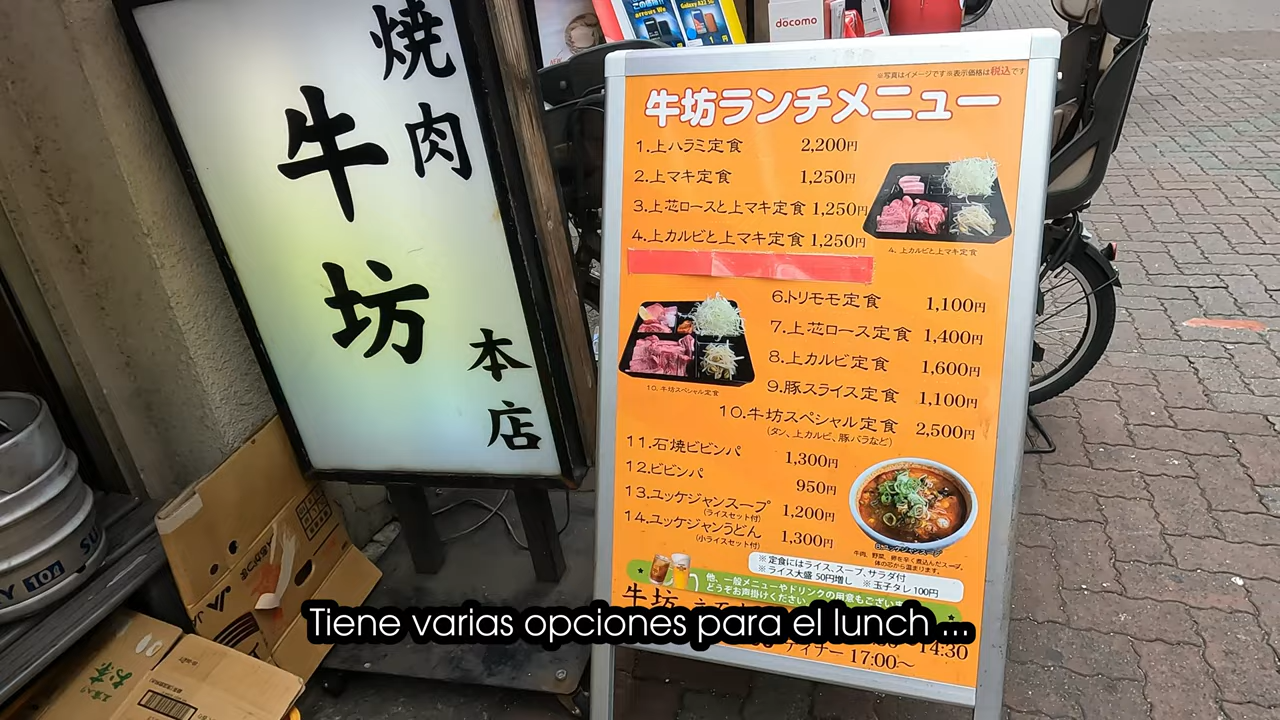 焼肉
牛坊
本店
この価格!!
arrows We
Galaxy A22 5G
döcomo
※写真はイメージです※表示価格は税込です
牛坊ランチメニュー
1.上ハラミ定食 2,200円
2.上マキ定食 1,250円
3.上芯ロースと上マキ定食 1,250円
4.上カルビと上マキ定食 1,250円
4. 上カルビと上マキ定食
6.トリモモ定食 1,100円
7.上芯ロース定食 1,400円
8.上カルビ定食 1,600円
9.豚スライス定食 1,100円
10.牛坊スペシャル定食 2,500円
(タン、上カルビ、豚バラなど)
10. 牛坊スペシャル定食
11.石焼ビビンパ 1,300円
12.ビビンパ 950円
13.ユッケジャンスープ 1,200円
(ライスセット付)
14.ユッケジャンうどん 1,300円
(小ライスセット付)
牛肉、野菜、卵を辛く煮込んだスープ。
体の芯から温まります。
※ 定食にはライス、スープ、サラダ付
※ライス大盛 50円増し ※ 玉子タレ 100円
他、一般メニューやドリンクの用意もござい
どうぞお声掛けください
牛坊
14:30
ディナー 17:00〜
お茶
10ℓ
Tiene varias opciones para el lunch ...